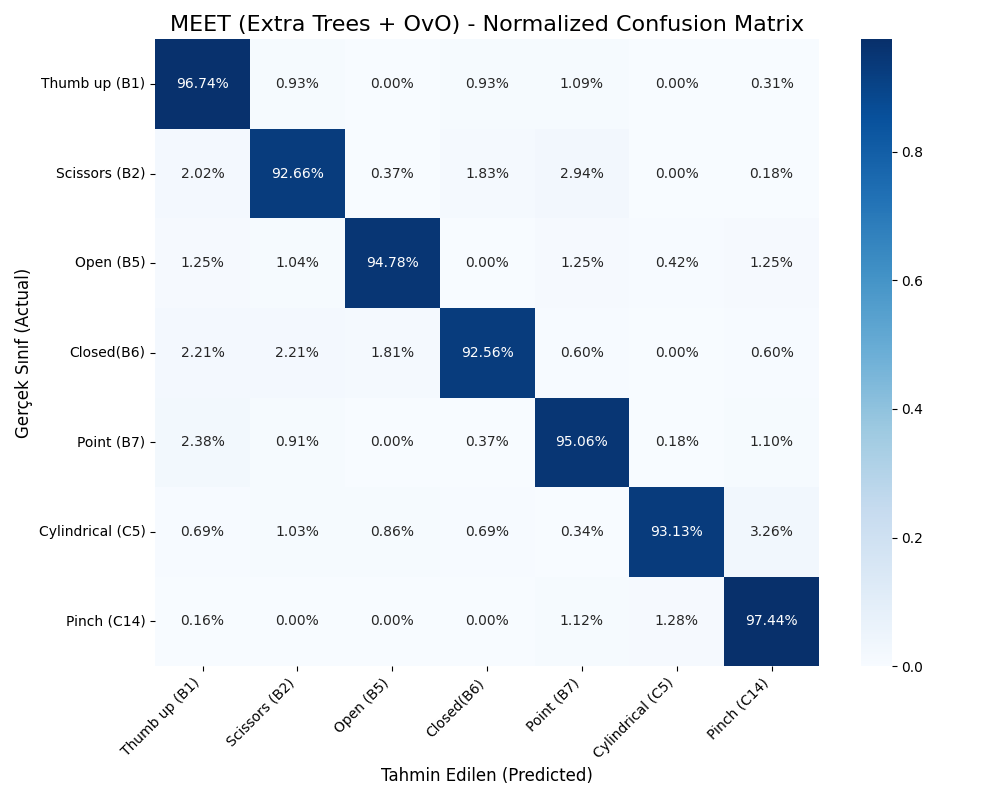 MEET (Extra Trees + OvO) - Normalized Confusion Matrix
Gerçek Sınıf (Actual)
Thumb up (B1) 96.74% 0.93% 0.00% 0.93% 1.09% 0.00% 0.31%
Scissors (B2) 2.02% 92.66% 0.37% 1.83% 2.94% 0.00% 0.18%
Open (B5) 1.25% 1.04% 94.78% 0.00% 1.25% 0.42% 1.25%
Closed(B6) 2.21% 2.21% 1.81% 92.56% 0.60% 0.00% 0.60%
Point (B7) 2.38% 0.91% 0.00% 0.37% 95.06% 0.18% 1.10%
Cylindrical (C5) 0.69% 1.03% 0.86% 0.69% 0.34% 93.13% 3.26%
Pinch (C14) 0.16% 0.00% 0.00% 0.00% 1.12% 1.28% 97.44%
Thumb up (B1) Scissors (B2) Open (B5) Closed(B6) Point (B7) Cylindrical (C5) Pinch (C14)
Tahmin Edilen (Predicted)
0.8
0.6
0.4
0.2
0.0